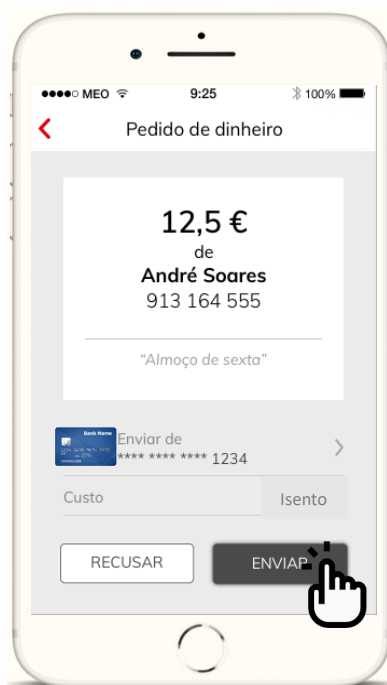 MEO 9:25 100%
Pedido de dinheiro
12,5 €
de
André Soares
913 164 555
“Almoço de sexta”
Bank Name
Enviar de
**** **** **** 1234
Custo Isento
RECUSAR ENVIAR